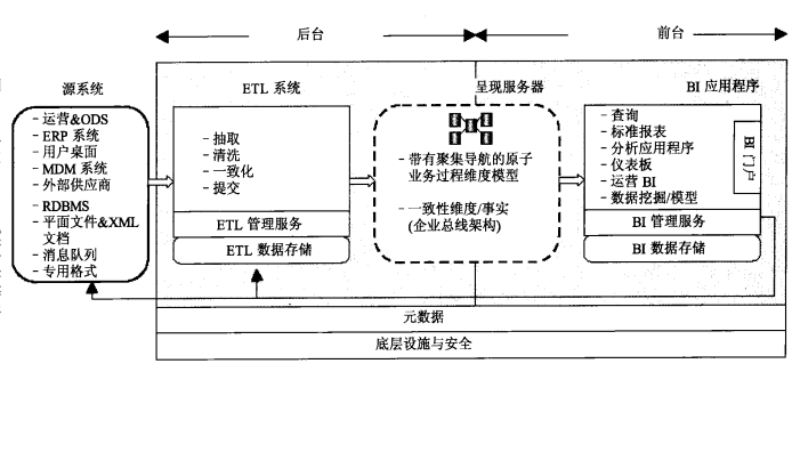 后台
前台
源系统
ETL 系统
呈现服务器
BI 应用程序
- 运营&ODS
- ERP 系统
- 用户桌面
- MDM 系统
- 外部供应商
- RDBMS
- 平面文件&XML
文档
- 消息队列
- 专用格式
- 抽取
- 清洗
- 一致化
- 提交
ETL 管理服务
ETL 数据存储
- 带有聚集导航的原子
业务过程维度模型
- 一致性维度/事实
(企业总线架构)
- 查询
- 标准报表
- 分析应用程序
- 仪表板
- 运营 BI
- 数据挖掘/模型
BI 门户
BI 管理服务
BI 数据存储
元数据
底层设施与安全